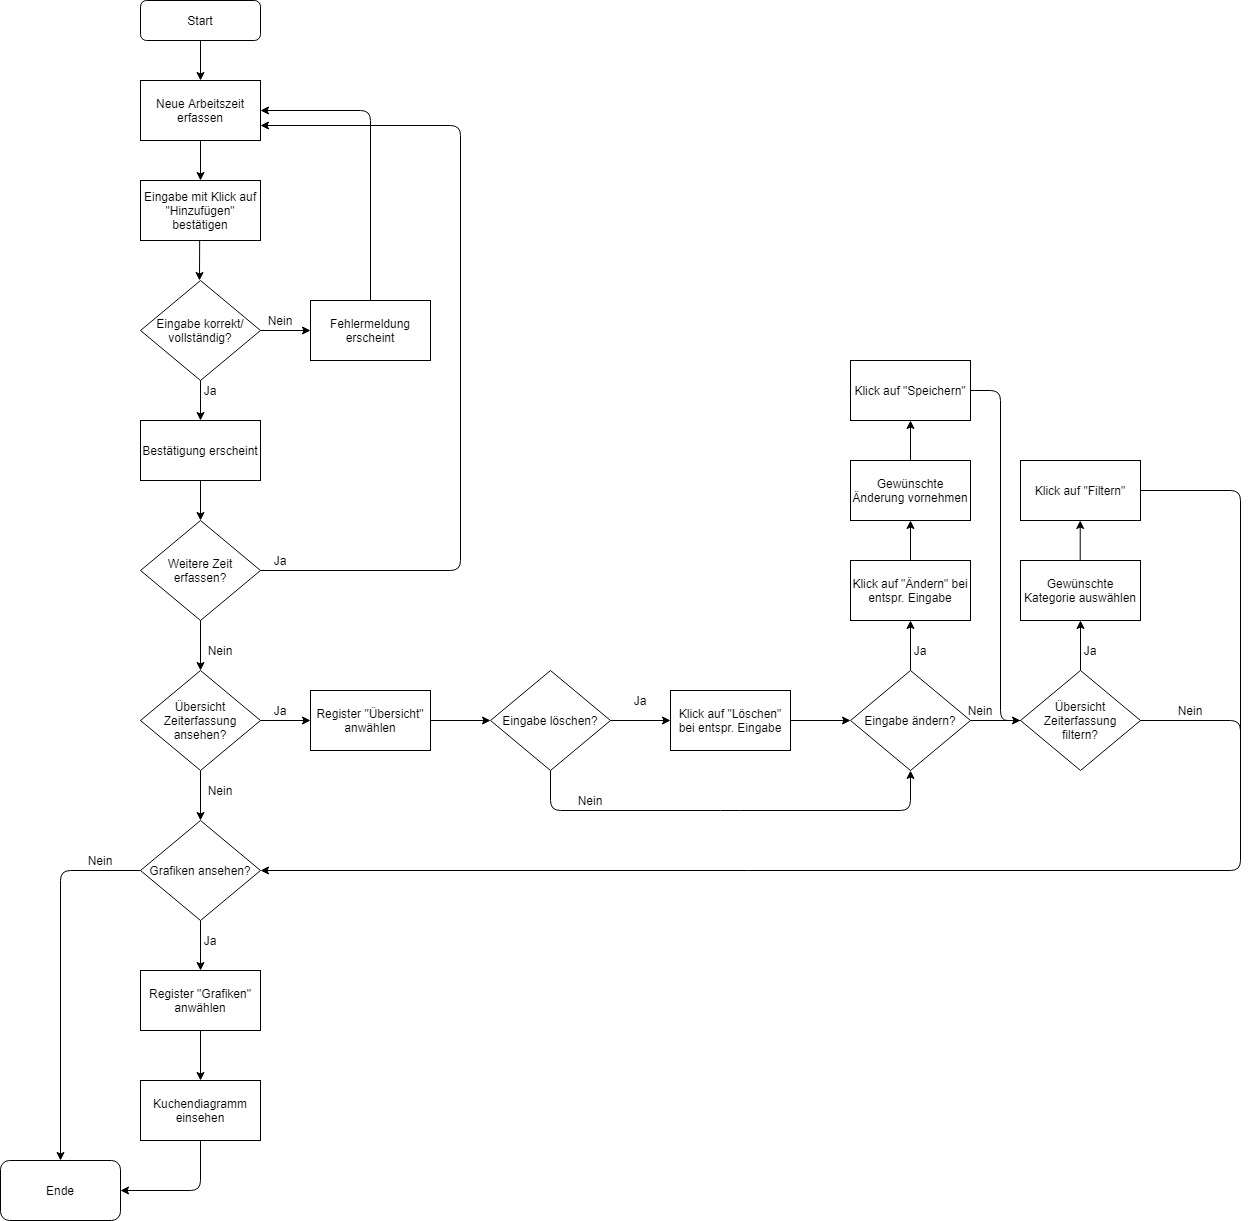 Start
Neue Arbeitszeit
erfassen
Eingabe mit Klick auf
"Hinzufügen"
bestätigen
Eingabe korrekt/
vollständig?
Nein
Fehlermeldung
erscheint
Ja
Bestätigung erscheint
Weitere Zeit
erfassen?
Ja
Nein
Übersicht
Zeiterfassung
ansehen?
Ja
Register "Übersicht"
anwählen
Eingabe löschen?
Ja
Klick auf "Löschen"
bei entspr. Eingabe
Nein
Eingabe ändern?
Ja
Klick auf "Ändern" bei
entspr. Eingabe
Gewünschte
Änderung vornehmen
Klick auf "Speichern"
Nein
Übersicht
Zeiterfassung
filtern?
Ja
Gewünschte
Kategorie auswählen
Klick auf "Filtern"
Nein
Nein
Grafiken ansehen?
Nein
Ja
Register "Grafiken"
anwählen
Kuchendiagramm
einsehen
Ende